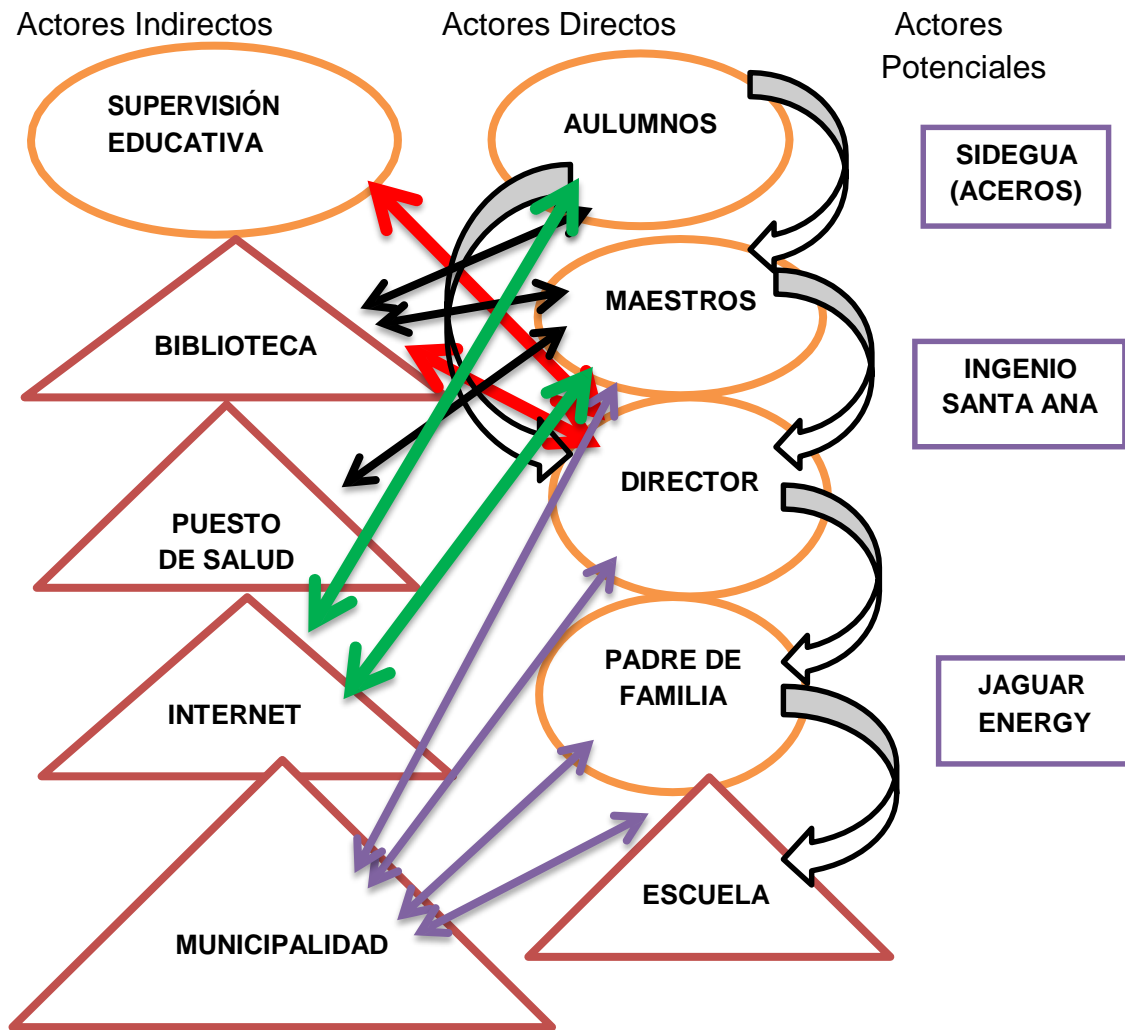 Actores Indirectos
Actores Directos
Actores
Potenciales
SUPERVISIÓN
EDUCATIVA
AULUMNOS
SIDEGUA
(ACEROS)
BIBLIOTECA
MAESTROS
INGENIO
SANTA ANA
PUESTO
DE SALUD
DIRECTOR
INTERNET
PADRE DE
FAMILIA
JAGUAR
ENERGY
MUNICIPALIDAD
ESCUELA